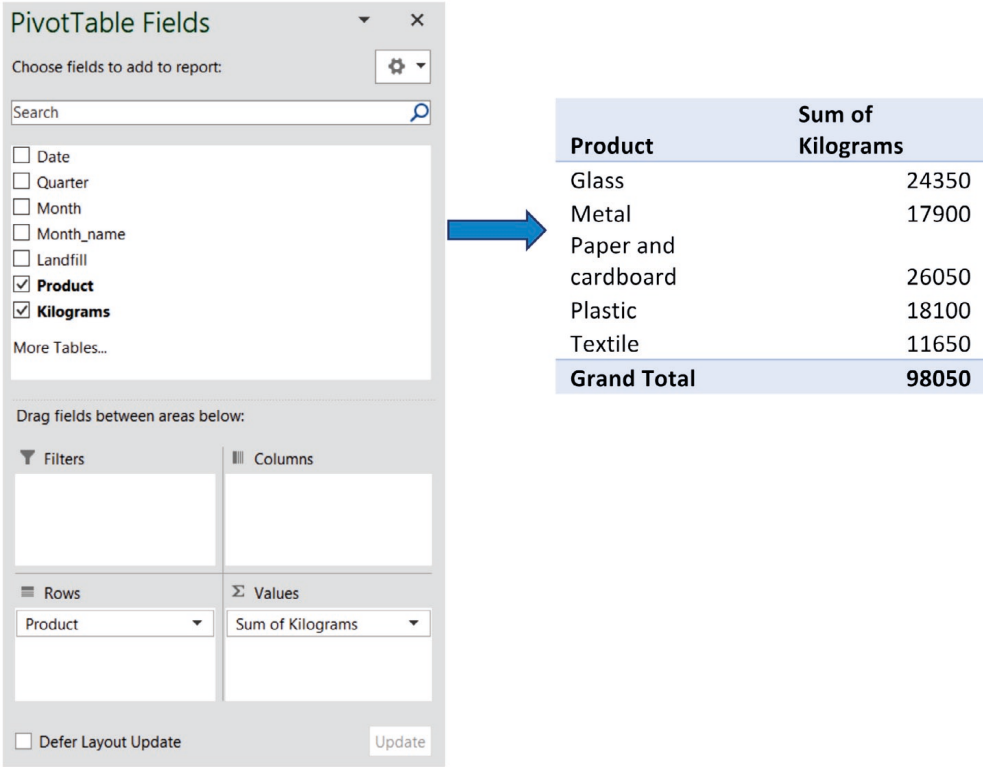 PivotTable Fields
Choose fields to add to report:
Search
Date
Quarter
Month
Month_name
Landfill
Product
Kilograms
More Tables...
Drag fields between areas below:
Filters
Columns
Rows
Σ Values
Product
Sum of Kilograms
Defer Layout Update
Update
Sum of
Product Kilograms
Glass 24350
Metal 17900
Paper and
cardboard 26050
Plastic 18100
Textile 11650
Grand Total 98050